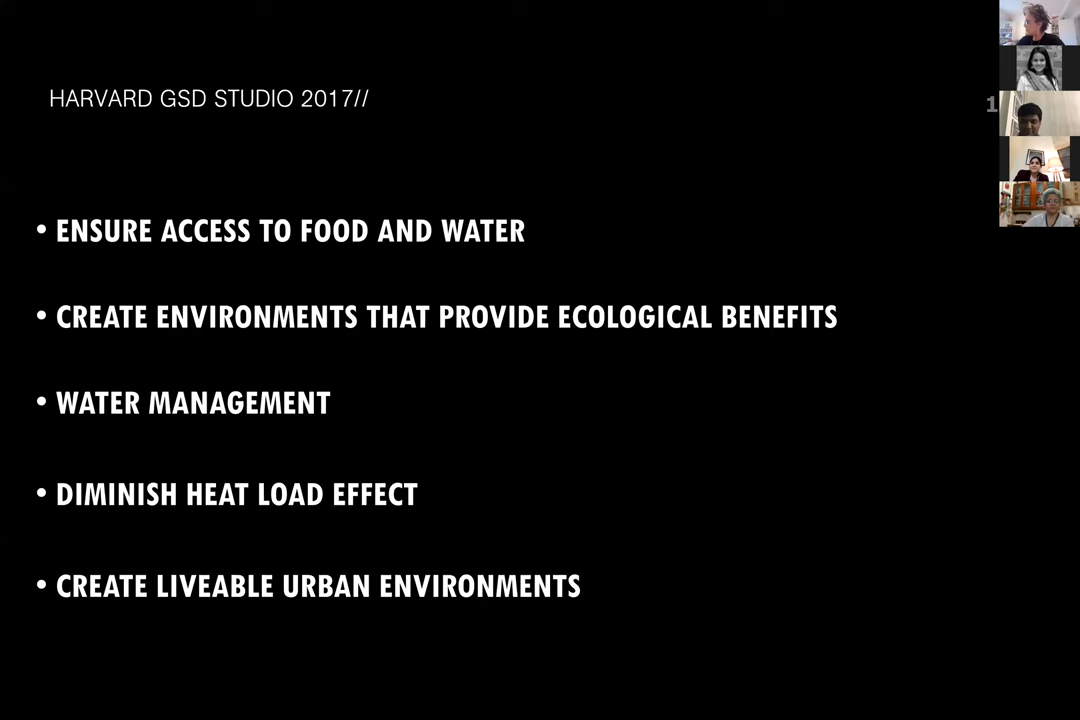 HARVARD GSD STUDIO 2017//
1
• ENSURE ACCESS TO FOOD AND WATER
• CREATE ENVIRONMENTS THAT PROVIDE ECOLOGICAL BENEFITS
• WATER MANAGEMENT
• DIMINISH HEAT LOAD EFFECT
• CREATE LIVEABLE URBAN ENVIRONMENTS